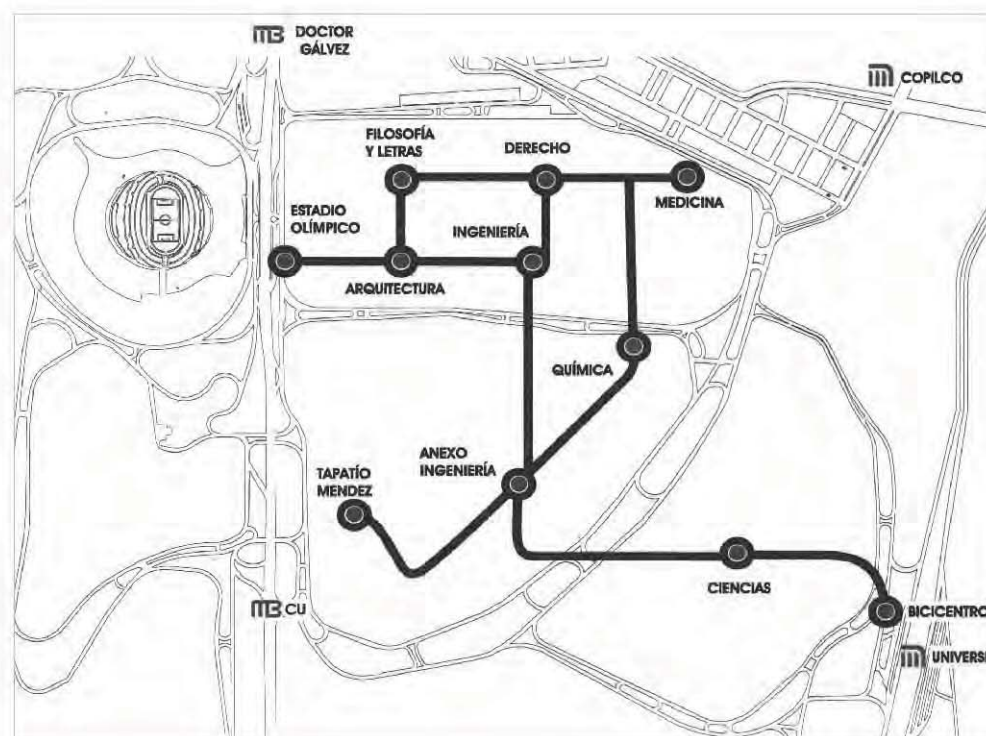 DOCTOR
GÁLVEZ
COPILCO
FILOSOFÍA
Y LETRAS
DERECHO
MEDICINA
ESTADIO
OLÍMPICO
INGENIERÍA
ARQUITECTURA
QUÍMICA
ANEXO
INGENIERÍA
TAPATÍO
MENDEZ
CIENCIAS
CU
BICICENTRO
UNIVERSI